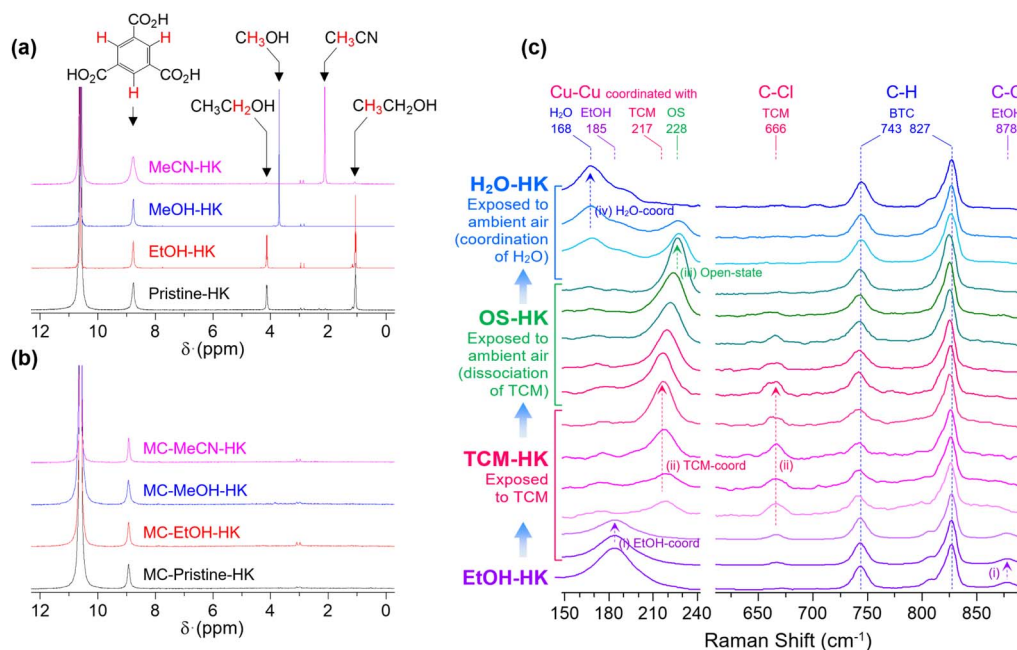 (a)
CO₂H
H H
HO₂C CO₂H
H
CH₃OH
CH₃CN
CH₃CH₂OH
CH₃CH₂OH
MeCN-HK
MeOH-HK
EtOH-HK
Pristine-HK
12 10 8 6 4 2 0
δ·(ppm)
(b)
MC-MeCN-HK
MC-MeOH-HK
MC-EtOH-HK
MC-Pristine-HK
12 10 8 6 4 2 0
δ·(ppm)
(c)
Cu-Cu coordinated with
H₂O EtOH TCM OS
168 185 217 228
C-Cl
TCM
666
C-H
BTC
743 827
EtOH
878
H₂O-HK
Exposed to
ambient air
(coordination
of H₂O)
(iv) H₂O-coord
(iii) Open-state
OS-HK
Exposed to
ambient air
(dissociation
of TCM)
TCM-HK
Exposed
to TCM
(ii) TCM-coord
(ii)
(i) EtOH-coord
(i)
EtOH-HK
150 180 210 240 650 700 750 800 850
Raman Shift (cm⁻¹)